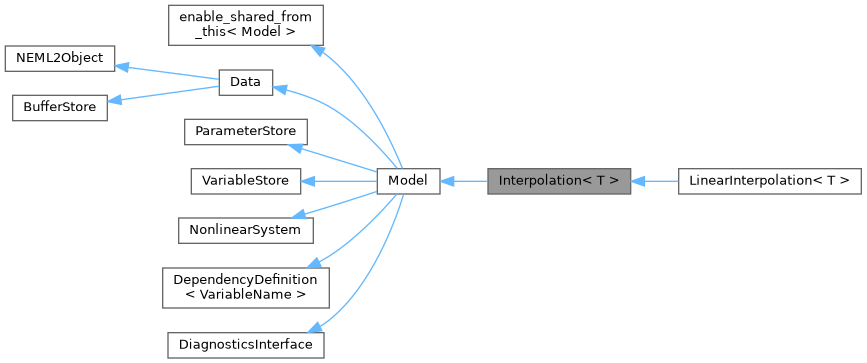 enable_shared_from
_this< Model >
NEML2Object
Data
BufferStore
ParameterStore
VariableStore
Model
Interpolation< T >
LinearInterpolation< T >
NonlinearSystem
DependencyDefinition
< VariableName >
DiagnosticsInterface